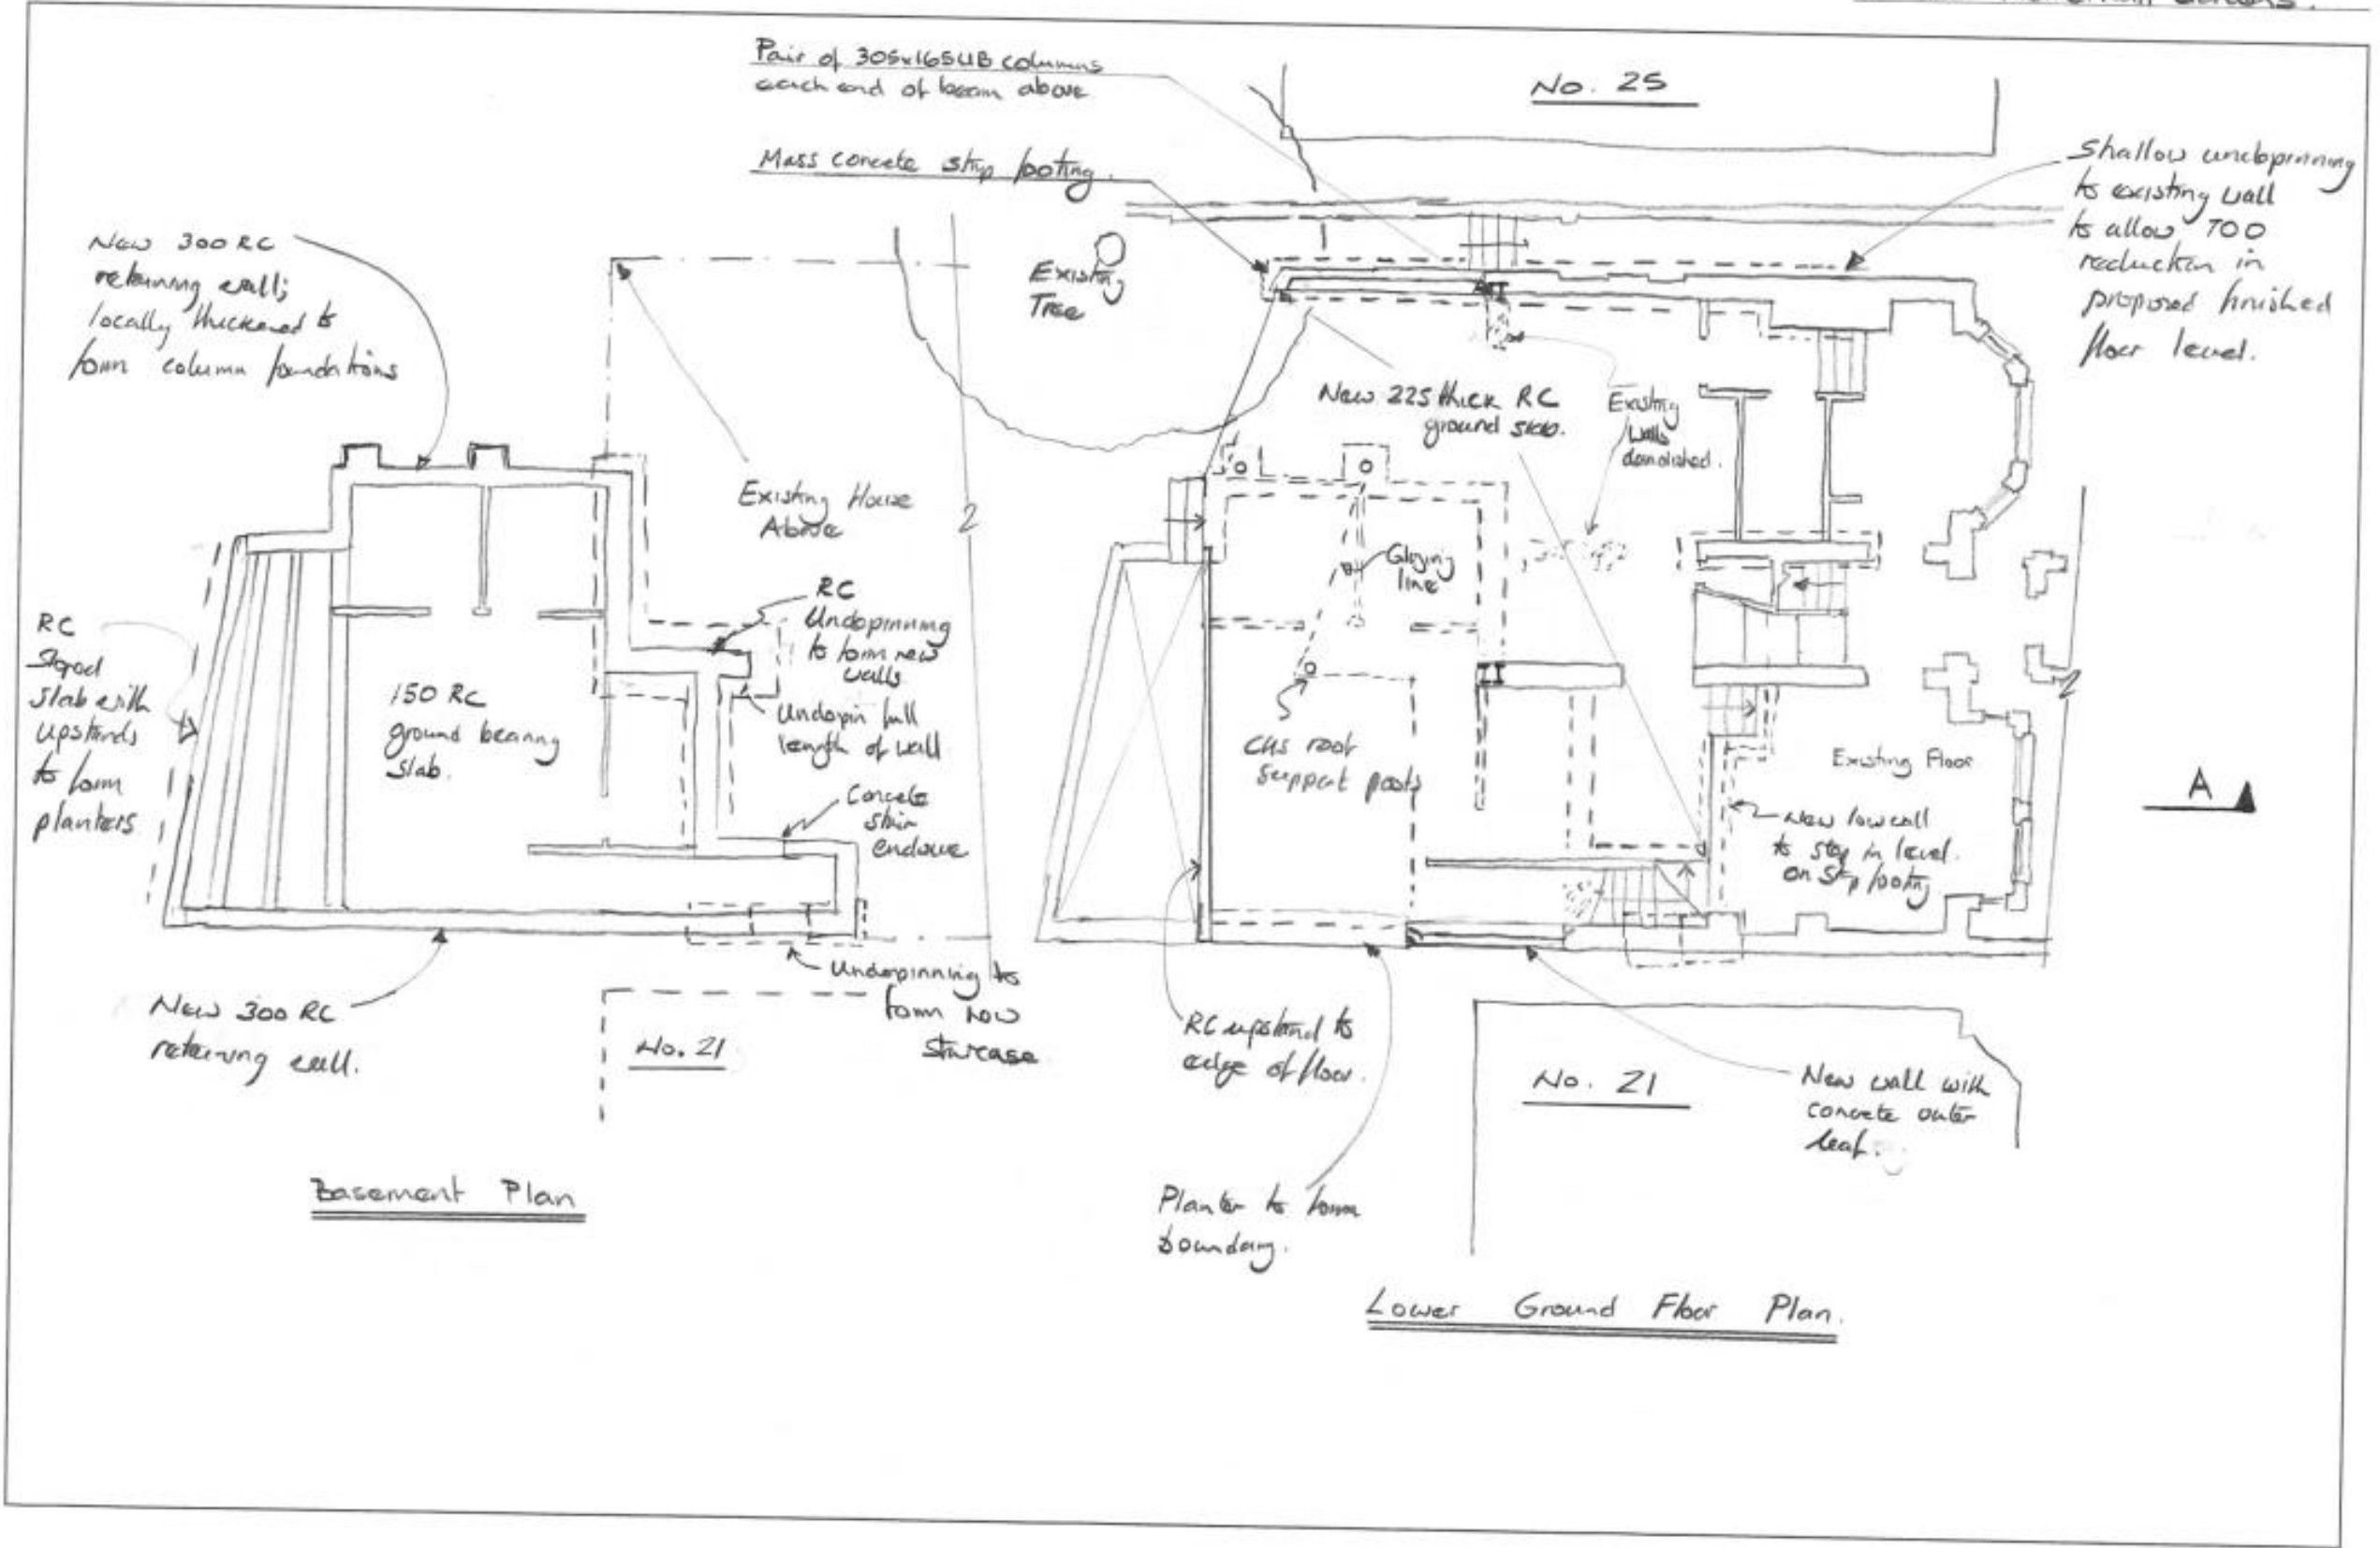 Pair of 305x165UB columns
each end of beam above
Mass concrete strip footing.
No. 25
Shallow underpinning
to existing wall
to allow 700
reduction in
proposed finished
floor level.
New 300 RC
retaining wall;
locally thickened to
form column foundations
Existing
Tree
New 225 thick RC
ground slab.
Existing
Walls
demolished.
Existing House
Above
2
Glazing
line
RC
Underpinning
to form new
walls
RC
Sloped
slab with
upstands
to form
planters
150 RC
ground bearing
slab.
Underpin full
length of wall
CHS roof
support posts
2
Existing Floor
A
Concrete
stair
enclosure
New low wall
to step in level.
on strip footing
Underpinning to
form new
staircase
New 300 RC
retaining wall.
No. 21
RC upstand to
edge of floor.
No. 21
New wall with
concrete outer
leaf.
Basement Plan
Planter to form
boundary.
Lower Ground Floor Plan.